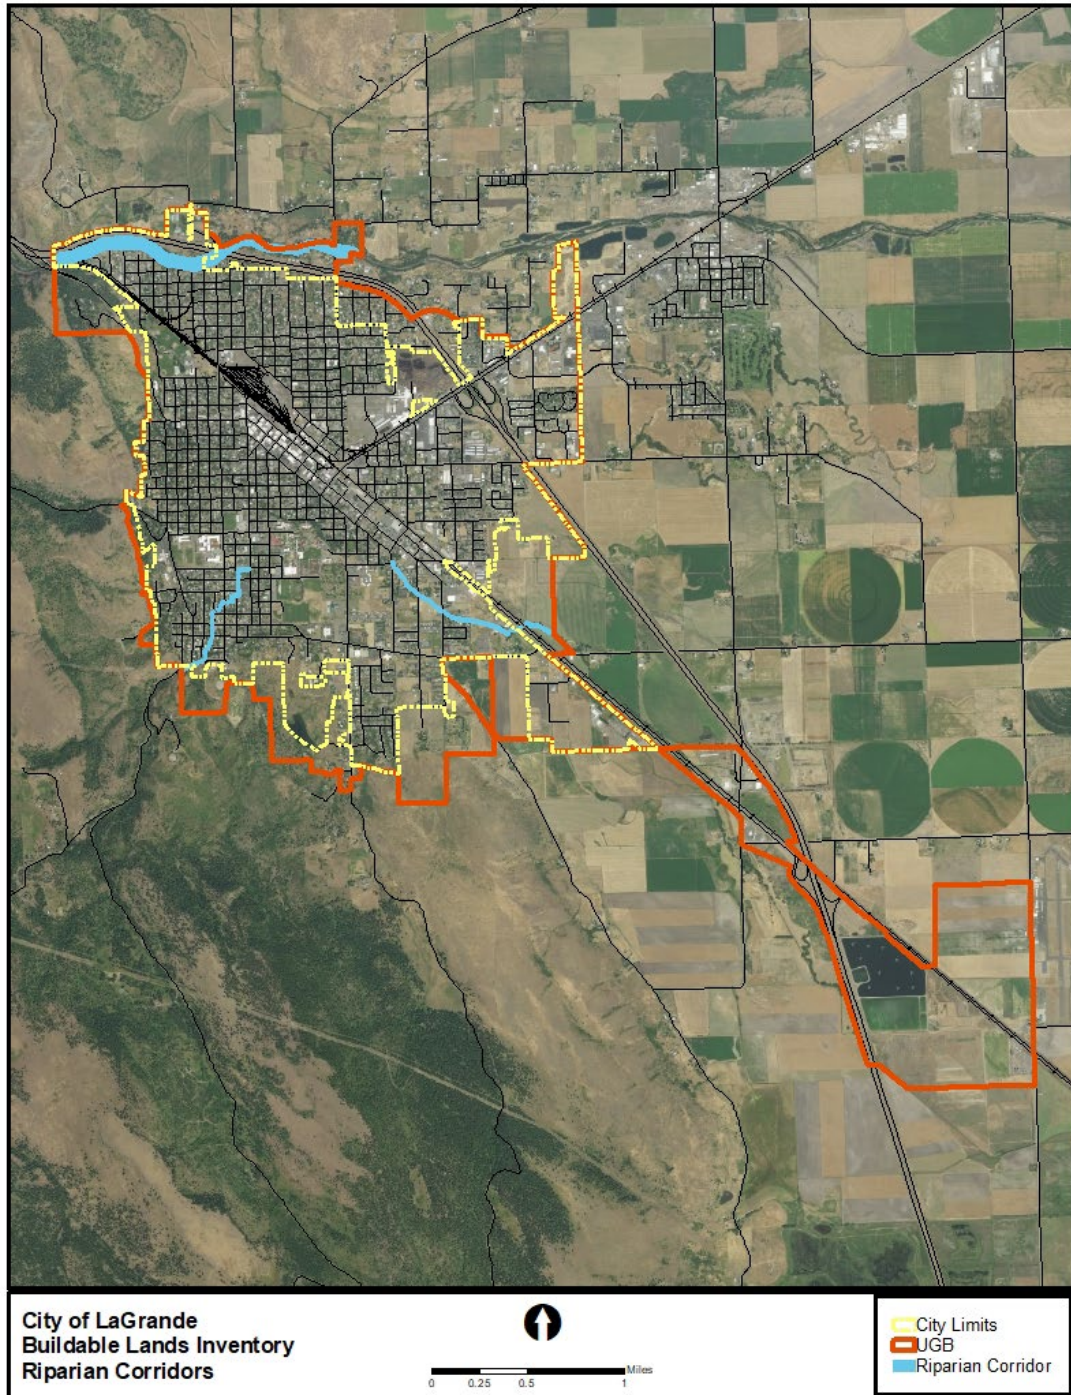 City of LaGrande
Buildable Lands Inventory
Riparian Corridors
Miles
0 0.25 0.5 1
City Limits
UGB
Riparian Corridor